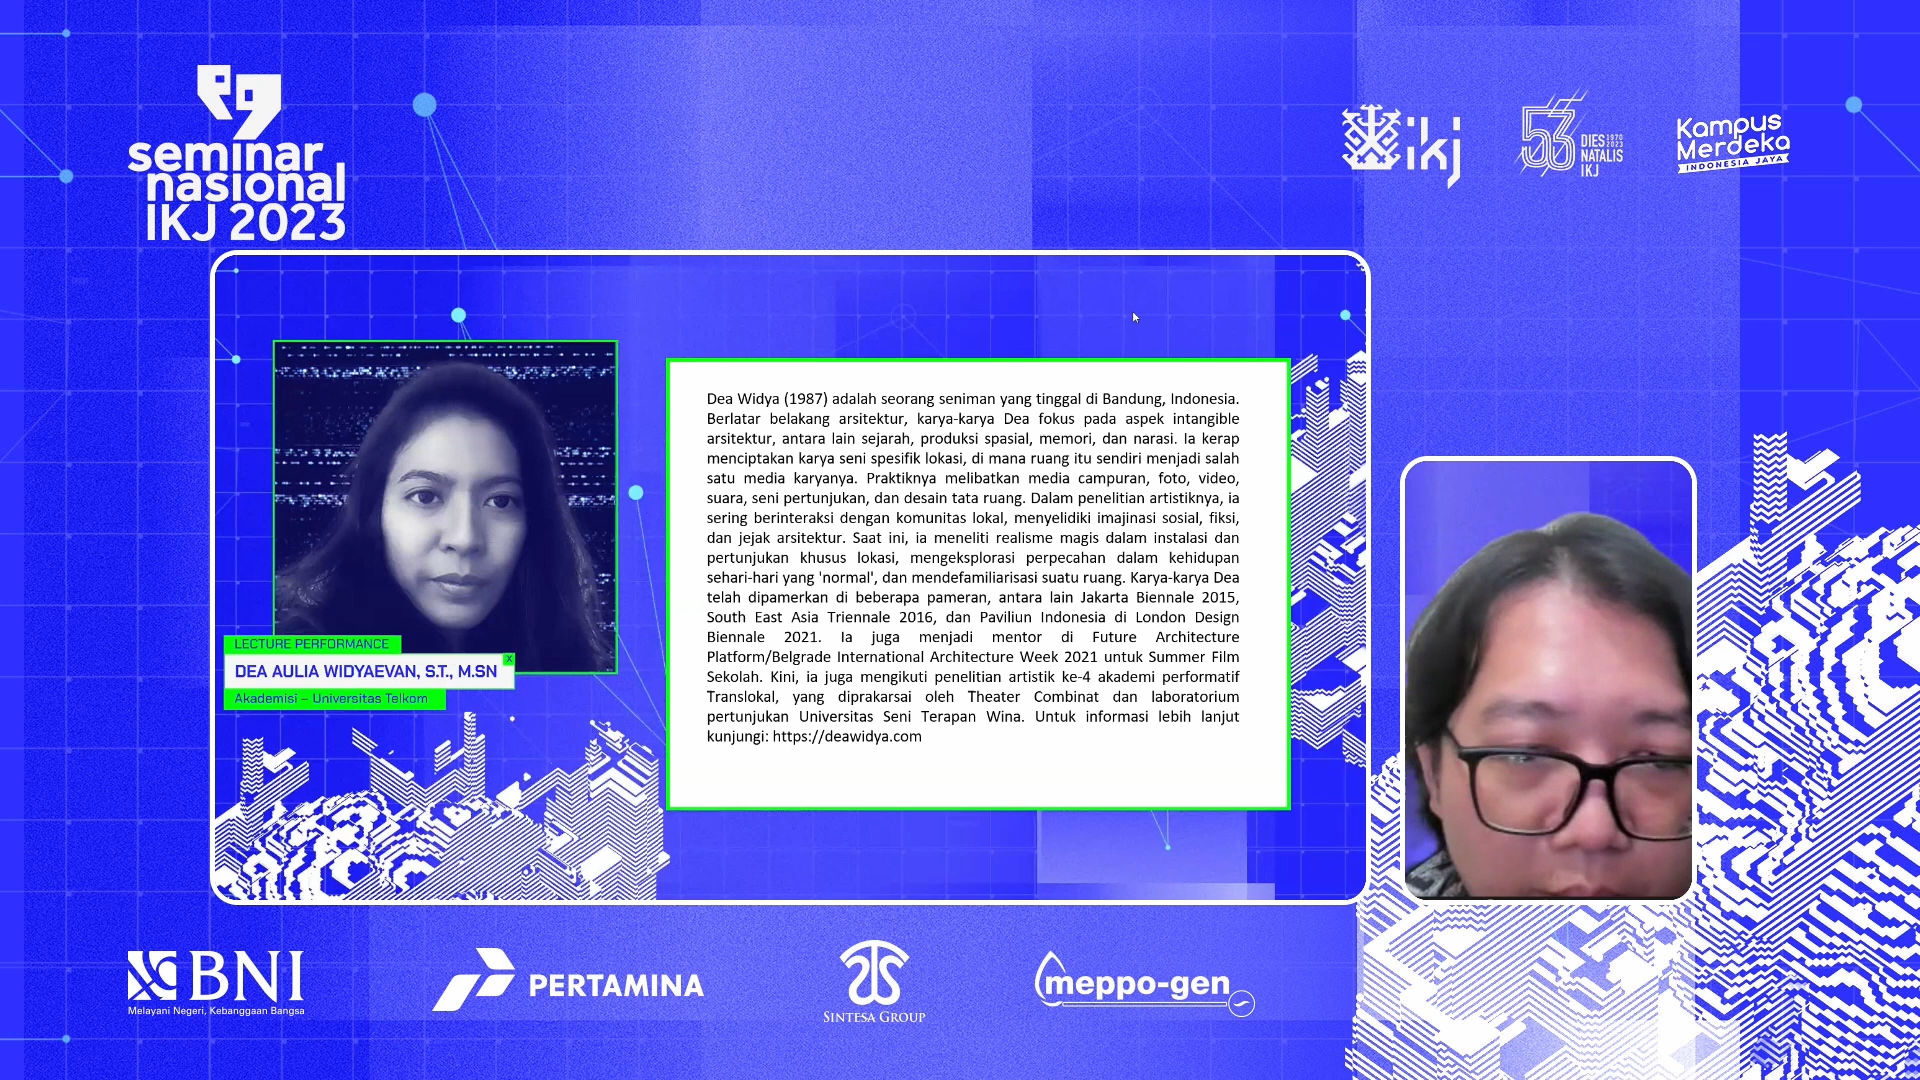 seminar
nasional
IKJ 2023
ikj
53
DIES 1970
NATALIS 2023
IKJ
Kampus
Merdeka
INDONESIA JAYA
LECTURE PERFORMANCE
DEA AULIA WIDYAEVAN, S.T., M.SN
X
Akademisi – Universitas Telkom
Dea Widya (1987) adalah seorang seniman yang tinggal di Bandung, Indonesia.
Berlatar belakang arsitektur, karya-karya Dea fokus pada aspek intangible
arsitektur, antara lain sejarah, produksi spasial, memori, dan narasi. Ia kerap
menciptakan karya seni spesifik lokasi, di mana ruang itu sendiri menjadi salah
satu media karyanya. Praktiknya melibatkan media campuran, foto, video,
suara, seni pertunjukan, dan desain tata ruang. Dalam penelitian artistiknya, ia
sering berinteraksi dengan komunitas lokal, menyelidiki imajinasi sosial, fiksi,
dan jejak arsitektur. Saat ini, ia meneliti realisme magis dalam instalasi dan
pertunjukan khusus lokasi, mengeksplorasi perpecahan dalam kehidupan
sehari-hari yang 'normal', dan mendefamiliarisasi suatu ruang. Karya-karya Dea
telah dipamerkan di beberapa pameran, antara lain Jakarta Biennale 2015,
South East Asia Triennale 2016, dan Paviliun Indonesia di London Design
Biennale 2021. Ia juga menjadi mentor di Future Architecture
Platform/Belgrade International Architecture Week 2021 untuk Summer Film
Sekolah. Kini, ia juga mengikuti penelitian artistik ke-4 akademi performatif
Translokal, yang diprakarsai oleh Theater Combinat dan laboratorium
pertunjukan Universitas Seni Terapan Wina. Untuk informasi lebih lanjut
kunjungi: https://deawidya.com
BNI
Melayani Negeri, Kebanggaan Bangsa
PERTAMINA
SINTESA GROUP
meppo-gen